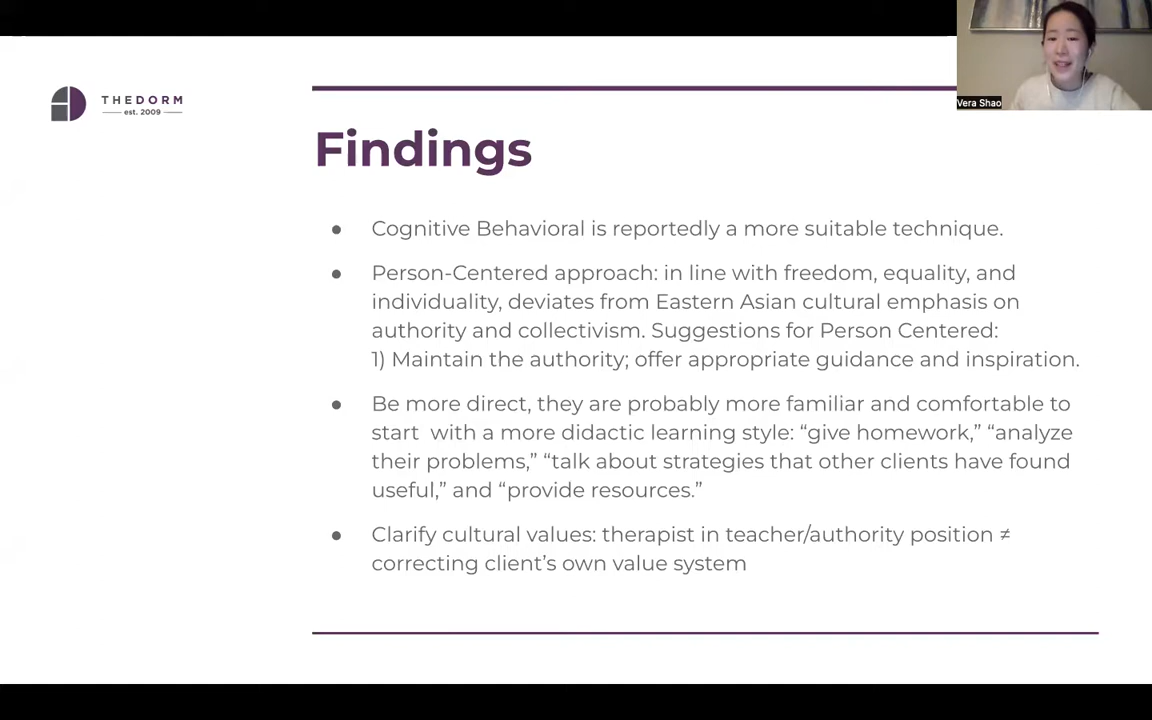 THEDORM
est. 2009
Vera Shao
Findings
● Cognitive Behavioral is reportedly a more suitable technique.
● Person-Centered approach: in line with freedom, equality, and
individuality, deviates from Eastern Asian cultural emphasis on
authority and collectivism. Suggestions for Person Centered:
1) Maintain the authority; offer appropriate guidance and inspiration.
● Be more direct, they are probably more familiar and comfortable to
start with a more didactic learning style: “give homework,” “analyze
their problems,” “talk about strategies that other clients have found
useful,” and “provide resources.”
● Clarify cultural values: therapist in teacher/authority position ≠
correcting client’s own value system